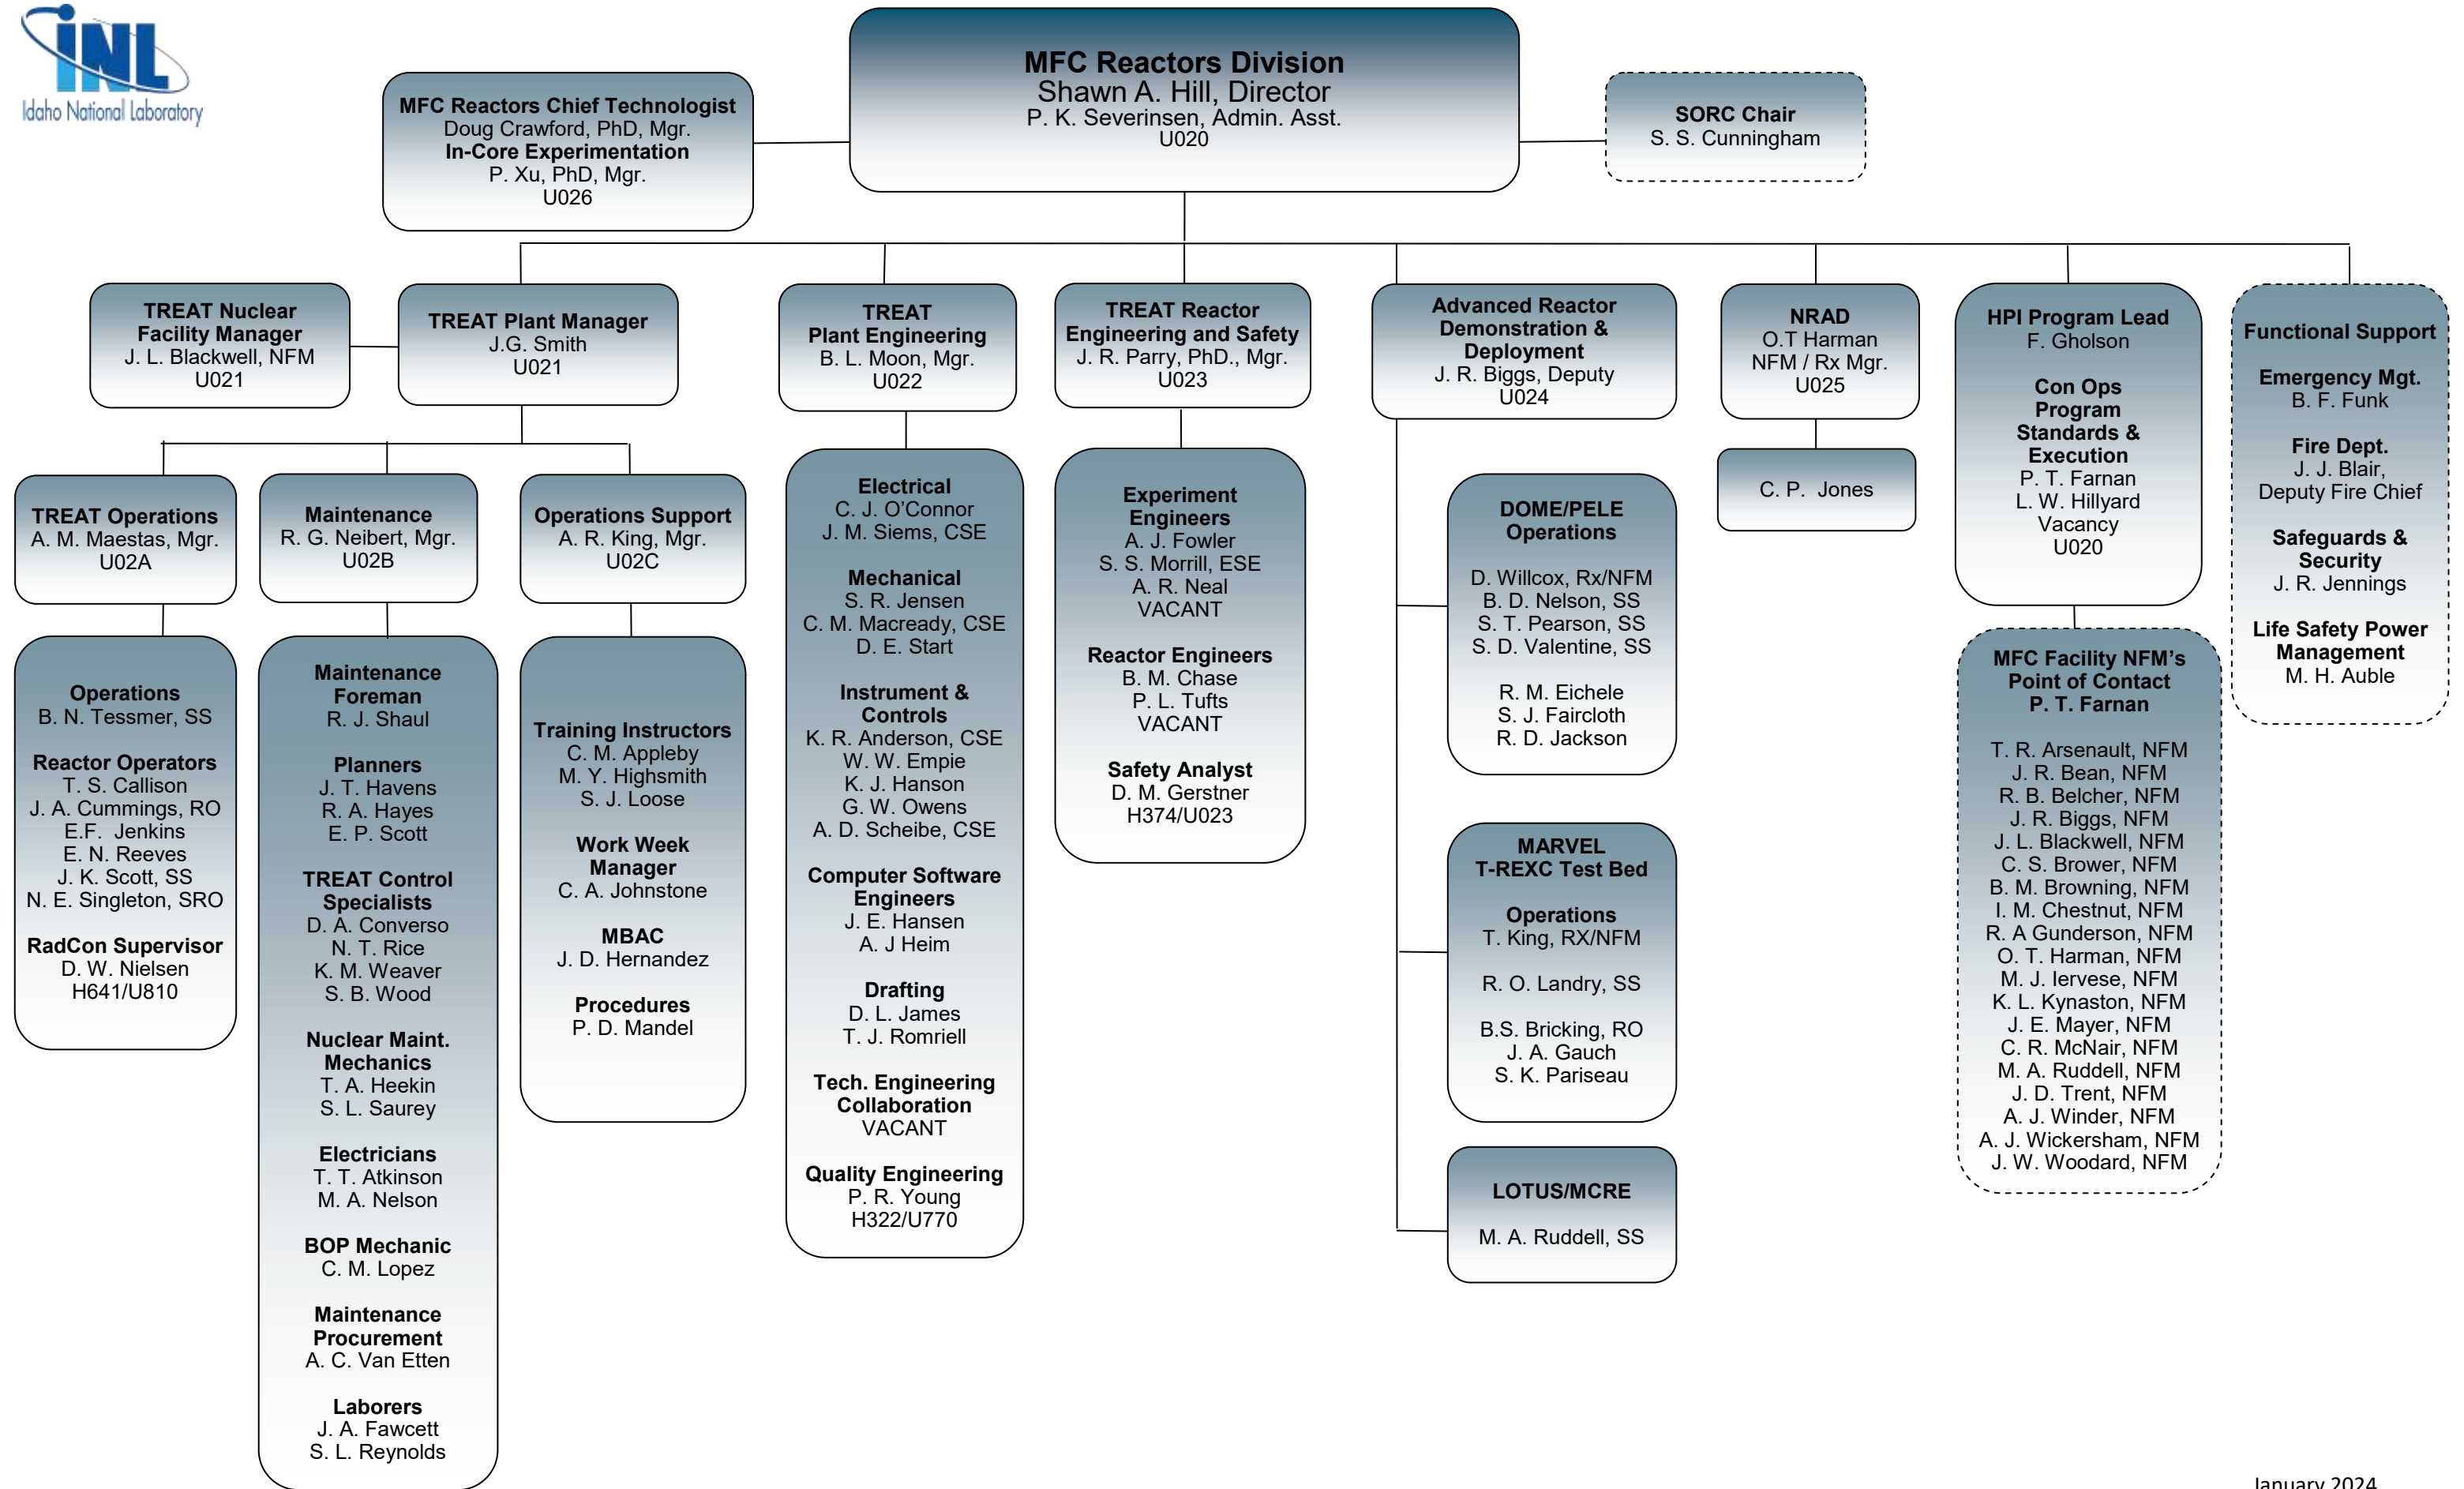 INL
Idaho National Laboratory
MFC Reactors Division
Shawn A. Hill, Director
P. K. Severinsen, Admin. Asst.
U020
MFC Reactors Chief Technologist
Doug Crawford, PhD, Mgr.
In-Core Experimentation
P. Xu, PhD, Mgr.
U026
SORC Chair
S. S. Cunningham
TREAT Nuclear
Facility Manager
J. L. Blackwell, NFM
U021
TREAT Plant Manager
J.G. Smith
U021
TREAT
Plant Engineering
B. L. Moon, Mgr.
U022
TREAT Reactor
Engineering and Safety
J. R. Parry, PhD., Mgr.
U023
Advanced Reactor
Demonstration &
Deployment
J. R. Biggs, Deputy
U024
NRAD
O.T Harman
NFM / Rx Mgr.
U025
HPI Program Lead
F. Gholson
Con Ops
Program
Standards &
Execution
P. T. Farnan
L. W. Hillyard
Vacancy
U020
Functional Support
Emergency Mgt.
B. F. Funk
Fire Dept.
J. J. Blair,
Deputy Fire Chief
Safeguards &
Security
J. R. Jennings
Life Safety Power
Management
M. H. Auble
TREAT Operations
A. M. Maestas, Mgr.
U02A
Maintenance
R. G. Neibert, Mgr.
U02B
Operations Support
A. R. King, Mgr.
U02C
Operations
B. N. Tessmer, SS
Reactor Operators
T. S. Callison
J. A. Cummings, RO
E.F. Jenkins
E. N. Reeves
J. K. Scott, SS
N. E. Singleton, SRO
RadCon Supervisor
D. W. Nielsen
H641/U810
Maintenance
Foreman
R. J. Shaul
Planners
J. T. Havens
R. A. Hayes
E. P. Scott
TREAT Control
Specialists
D. A. Converso
N. T. Rice
K. M. Weaver
S. B. Wood
Nuclear Maint.
Mechanics
T. A. Heekin
S. L. Saurey
Electricians
T. T. Atkinson
M. A. Nelson
BOP Mechanic
C. M. Lopez
Maintenance
Procurement
A. C. Van Etten
Laborers
J. A. Fawcett
S. L. Reynolds
Training Instructors
C. M. Appleby
M. Y. Highsmith
S. J. Loose
Work Week
Manager
C. A. Johnstone
MBAC
J. D. Hernandez
Procedures
P. D. Mandel
Electrical
C. J. O’Connor
J. M. Siems, CSE
Mechanical
S. R. Jensen
C. M. Macready, CSE
D. E. Start
Instrument &
Controls
K. R. Anderson, CSE
W. W. Empie
K. J. Hanson
G. W. Owens
A. D. Scheibe, CSE
Computer Software
Engineers
J. E. Hansen
A. J Heim
Drafting
D. L. James
T. J. Romriell
Tech. Engineering
Collaboration
VACANT
Quality Engineering
P. R. Young
H322/U770
Experiment
Engineers
A. J. Fowler
S. S. Morrill, ESE
A. R. Neal
VACANT
Reactor Engineers
B. M. Chase
P. L. Tufts
VACANT
Safety Analyst
D. M. Gerstner
H374/U023
DOME/PELE
Operations
D. Willcox, Rx/NFM
B. D. Nelson, SS
S. T. Pearson, SS
S. D. Valentine, SS
R. M. Eichele
S. J. Faircloth
R. D. Jackson
MARVEL
T-REXC Test Bed
Operations
T. King, RX/NFM
R. O. Landry, SS
B.S. Bricking, RO
J. A. Gauch
S. K. Pariseau
LOTUS/MCRE
M. A. Ruddell, SS
C. P. Jones
MFC Facility NFM’s
Point of Contact
P. T. Farnan
T. R. Arsenault, NFM
J. R. Bean, NFM
R. B. Belcher, NFM
J. R. Biggs, NFM
J. L. Blackwell, NFM
C. S. Brower, NFM
B. M. Browning, NFM
I. M. Chestnut, NFM
R. A Gunderson, NFM
O. T. Harman, NFM
M. J. Iervese, NFM
K. L. Kynaston, NFM
J. E. Mayer, NFM
C. R. McNair, NFM
M. A. Ruddell, NFM
J. D. Trent, NFM
A. J. Winder, NFM
A. J. Wickersham, NFM
J. W. Woodard, NFM
January 2024